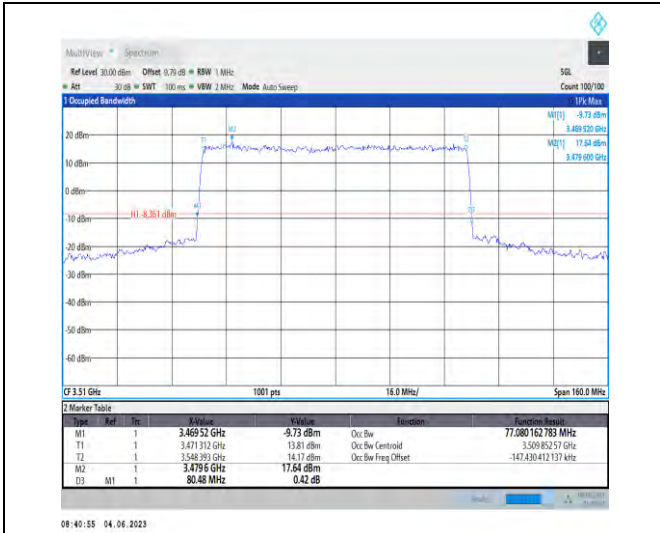 MultiView Spectrum
Ref Level 30.00 dBm Offset 9.79 dB RBW 1 MHz SGL
Att 30 dB SWT 100 ms VBW 2 MHz Mode Auto Sweep Count 100/100
1 Occupied Bandwidth 1Pk Max
M1[1] -9.73 dBm
3.469 520 GHz
M2[1] 17.64 dBm
3.479 600 GHz
20 dBm
10 dBm
0 dBm
-10 dBm
H1 -8.361 dBm
-20 dBm
-30 dBm
-40 dBm
-50 dBm
-60 dBm
M2
T1
M1
CF 3.51 GHz 1001 pts 16.0 MHz/ Span 160.0 MHz
2 Marker Table
Type Ref Trc X-Value Y-Value Function Function Result
M1 1 3.469 52 GHz -9.73 dBm Occ Bw 77.080 162 783 MHz
T1 1 3.471 312 GHz 13.81 dBm Occ Bw Centroid 3.509 852 57 GHz
T2 1 3.548 393 GHz 14.17 dBm Occ Bw Freq Offset -147.430 412 137 kHz
M2 1 3.479 6 GHz 17.64 dBm
D3 M1 1 80.48 MHz 0.42 dB
08:40:55 04.06.2023